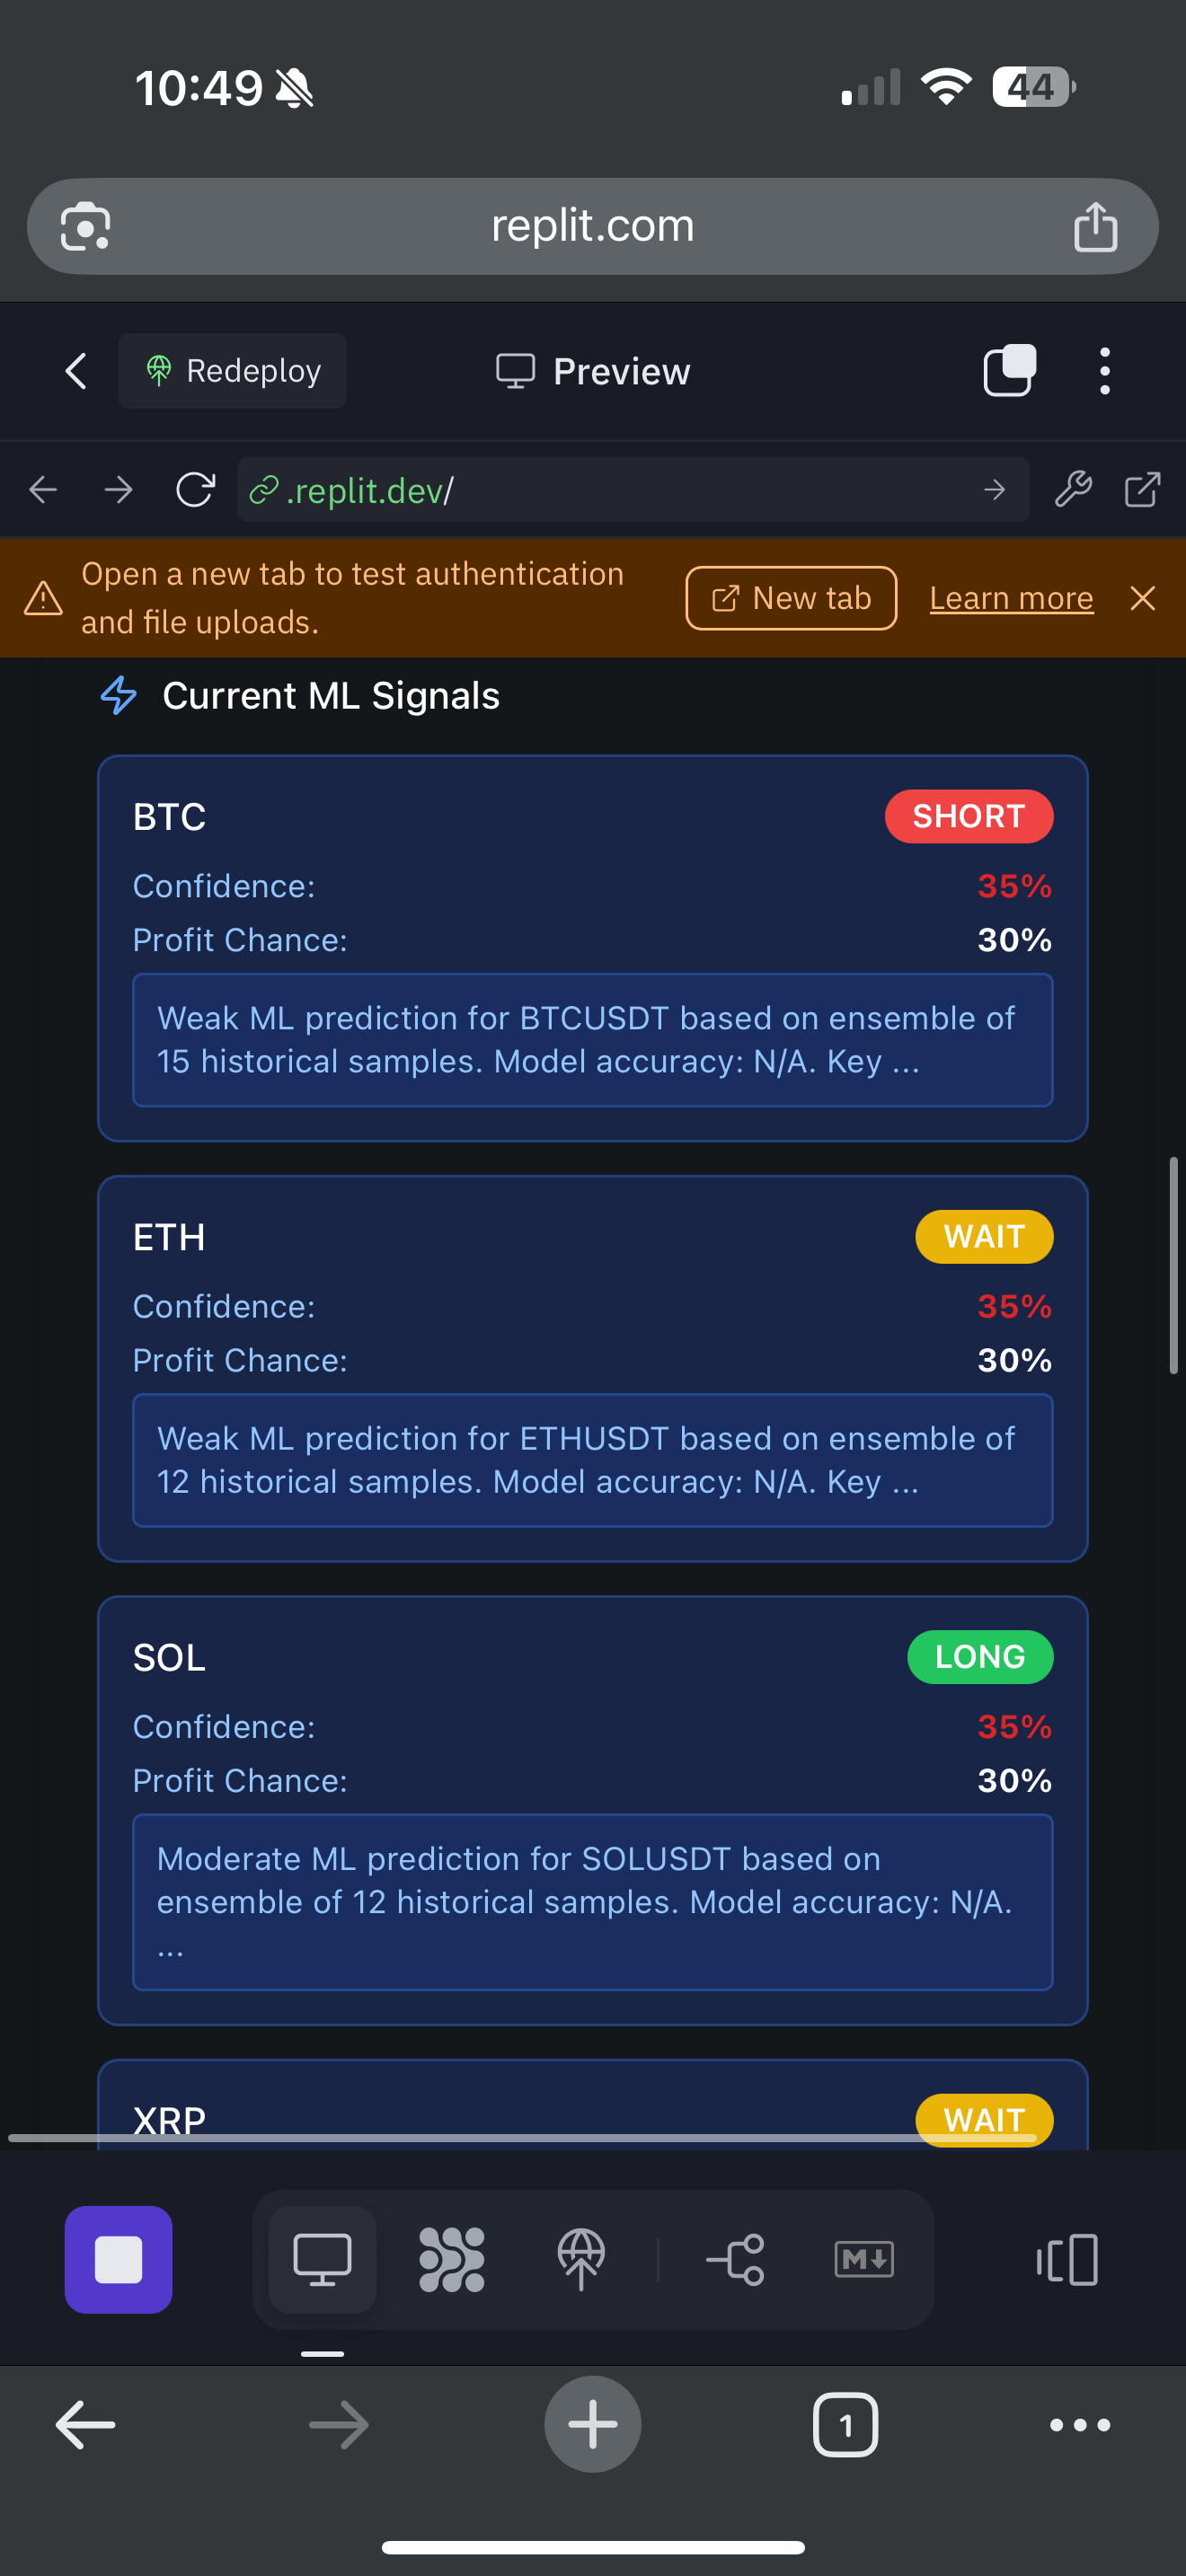 10:49
44
replit.com
Redeploy
Preview
.replit.dev/
Open a new tab to test authentication
and file uploads.
New tab
Learn more
Current ML Signals
BTC
SHORT
Confidence:
35%
Profit Chance:
30%
Weak ML prediction for BTCUSDT based on ensemble of
15 historical samples. Model accuracy: N/A. Key ...
ETH
WAIT
Confidence:
35%
Profit Chance:
30%
Weak ML prediction for ETHUSDT based on ensemble of
12 historical samples. Model accuracy: N/A. Key ...
SOL
LONG
Confidence:
35%
Profit Chance:
30%
Moderate ML prediction for SOLUSDT based on
ensemble of 12 historical samples. Model accuracy: N/A.
...
XRP
WAIT
M
1